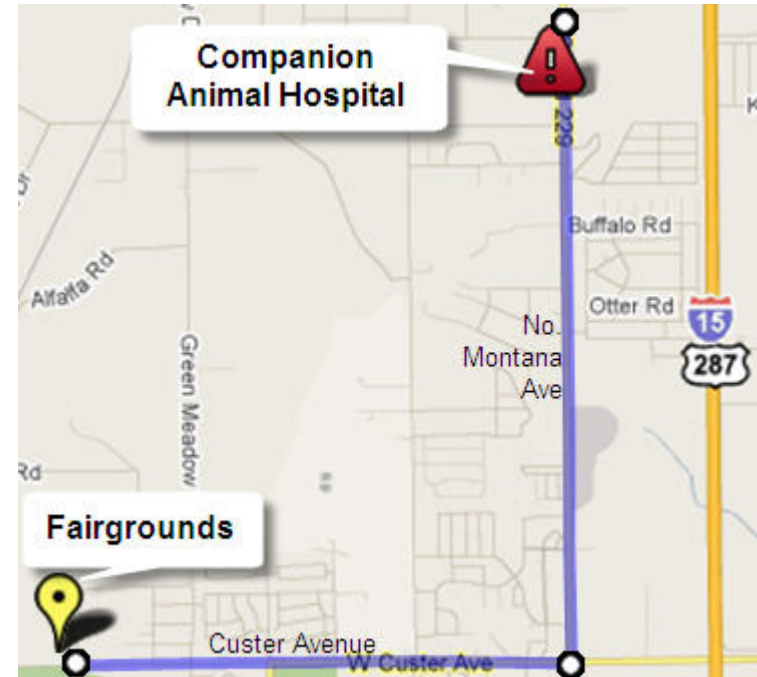 Companion
Animal Hospital
229
Buffalo Rd
Alfalfa Rd
Otter Rd
15
287
No.
Montana
Ave
Green Meadow
Rd
Fairgrounds
Custer Avenue
W Custer Ave